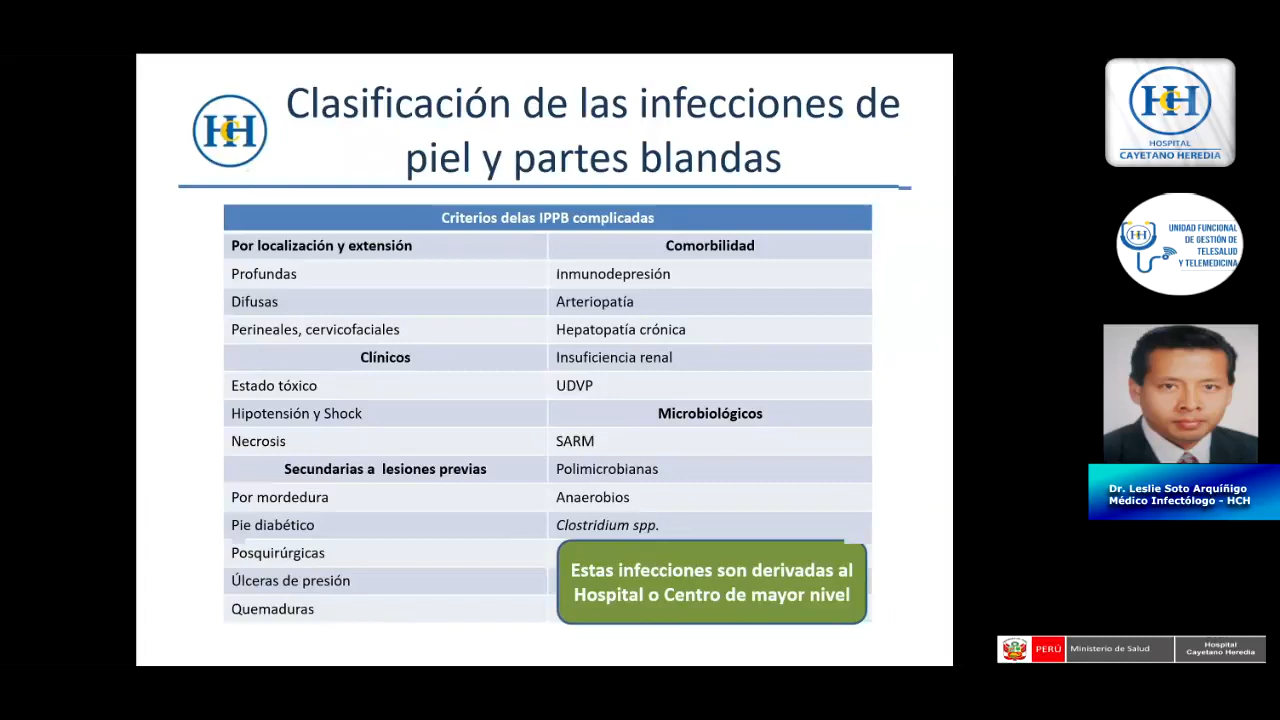 Clasificación de las infecciones de
piel y partes blandas
HCH
Criterios delas IPPB complicadas
Por localización y extensión
Comorbilidad
Profundas
Inmunodepresión
Difusas
Arteriopatía
Perineales, cervicofaciales
Hepatopatía crónica
Clínicos
Insuficiencia renal
Estado tóxico
UDVP
Hipotensión y Shock
Microbiológicos
Necrosis
SARM
Secundarias a lesiones previas
Polimicrobianas
Por mordedura
Anaerobios
Pie diabético
Clostridium spp.
Posquirúrgicas
Úlceras de presión
Quemaduras
Estas infecciones son derivadas al
Hospital o Centro de mayor nivel
HCH
HOSPITAL
CAYETANO HEREDIA
HCH
UNIDAD FUNCIONAL
DE GESTIÓN DE
TELESALUD
Y TELEMEDICINA
Dr. Leslie Soto Arquíñigo
Médico Infectólogo - HCH
PERÚ
Ministerio de Salud
Hospital
Cayetano Heredia